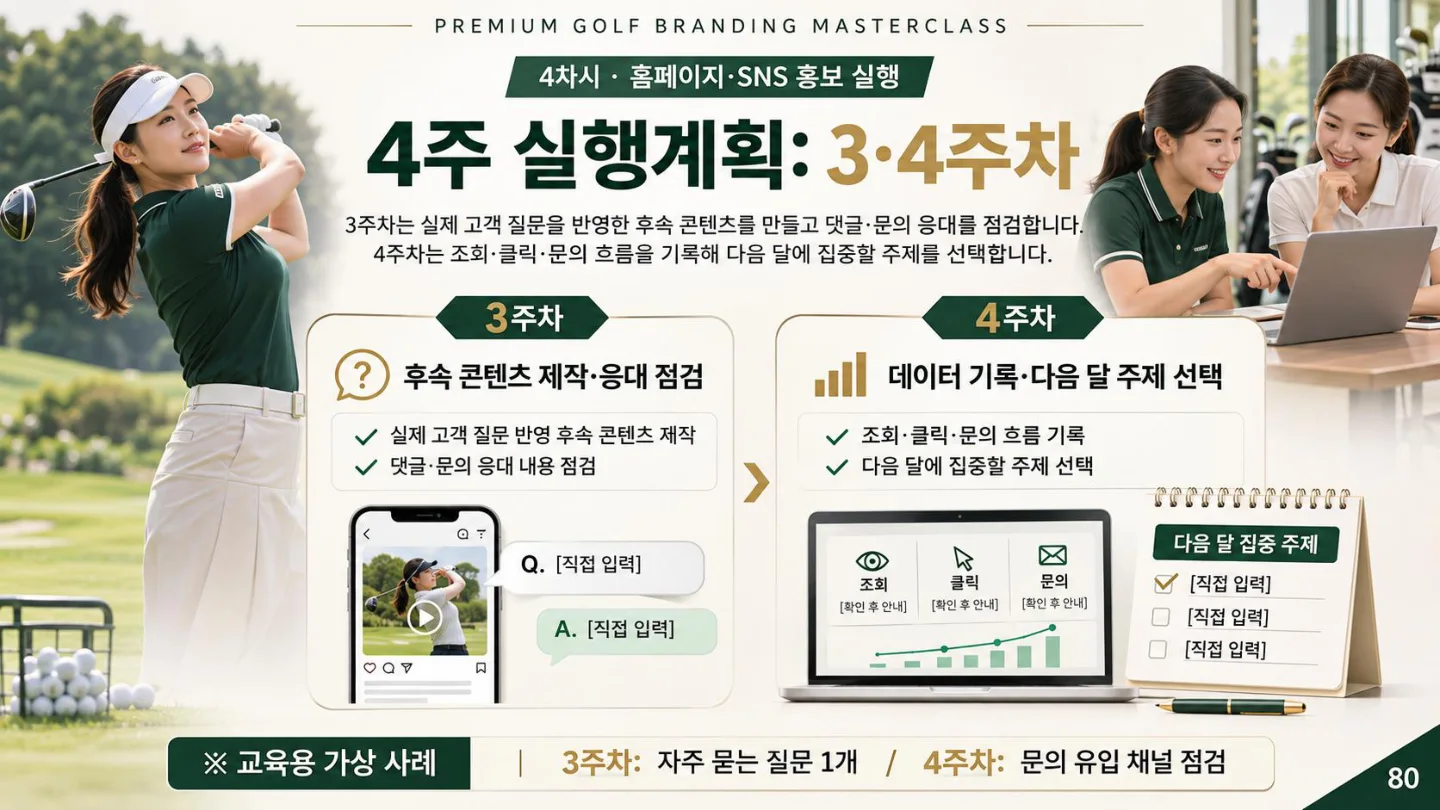 PREMIUM GOLF BRANDING MASTERCLASS
4차시 · 홈페이지·SNS 홍보 실행
4주 실행계획: 3·4주차
3주차는 실제 고객 질문을 반영한 후속 콘텐츠를 만들고 댓글·문의 응대를 점검합니다.
4주차는 조회·클릭·문의 흐름을 기록해 다음 달에 집중할 주제를 선택합니다.
3주차
후속 콘텐츠 제작·응대 점검
실제 고객 질문 반영 후속 콘텐츠 제작
댓글·문의 응대 내용 점검
Q. [직접 입력]
A. [직접 입력]
4주차
데이터 기록·다음 달 주제 선택
조회·클릭·문의 흐름 기록
다음 달에 집중할 주제 선택
조회 클릭 문의
[확인 후 안내] [확인 후 안내] [확인 후 안내]
다음 달 집중 주제
[직접 입력]
[직접 입력]
[직접 입력]
※ 교육용 가상 사례 | 3주차: 자주 묻는 질문 1개 / 4주차: 문의 유입 채널 점검
80